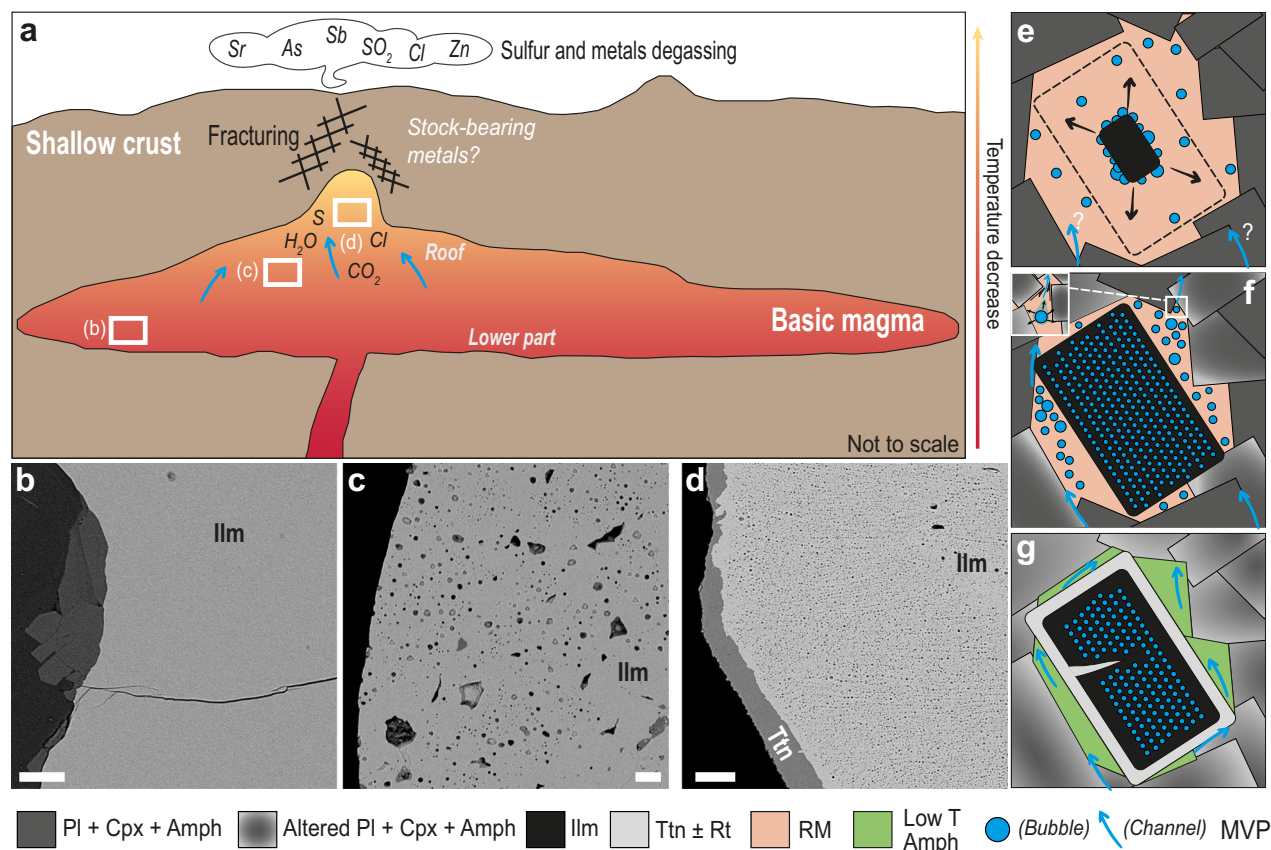 a
Sr As Sb SO2 Cl Zn
Sulfur and metals degassing
Shallow crust
Fracturing
Stock-bearing
metals?
S
H2O
(d)
Cl
Roof
(c)
CO2
(b)
Lower part
Basic magma
Not to scale
Temperature decrease
e
?
?
f
g
b
Ilm
c
Ilm
d
Ilm
Ttn
Pl + Cpx + Amph
Altered Pl + Cpx + Amph
Ilm
Ttn ± Rt
RM
Low T
Amph
(Bubble)
(Channel)
MVP